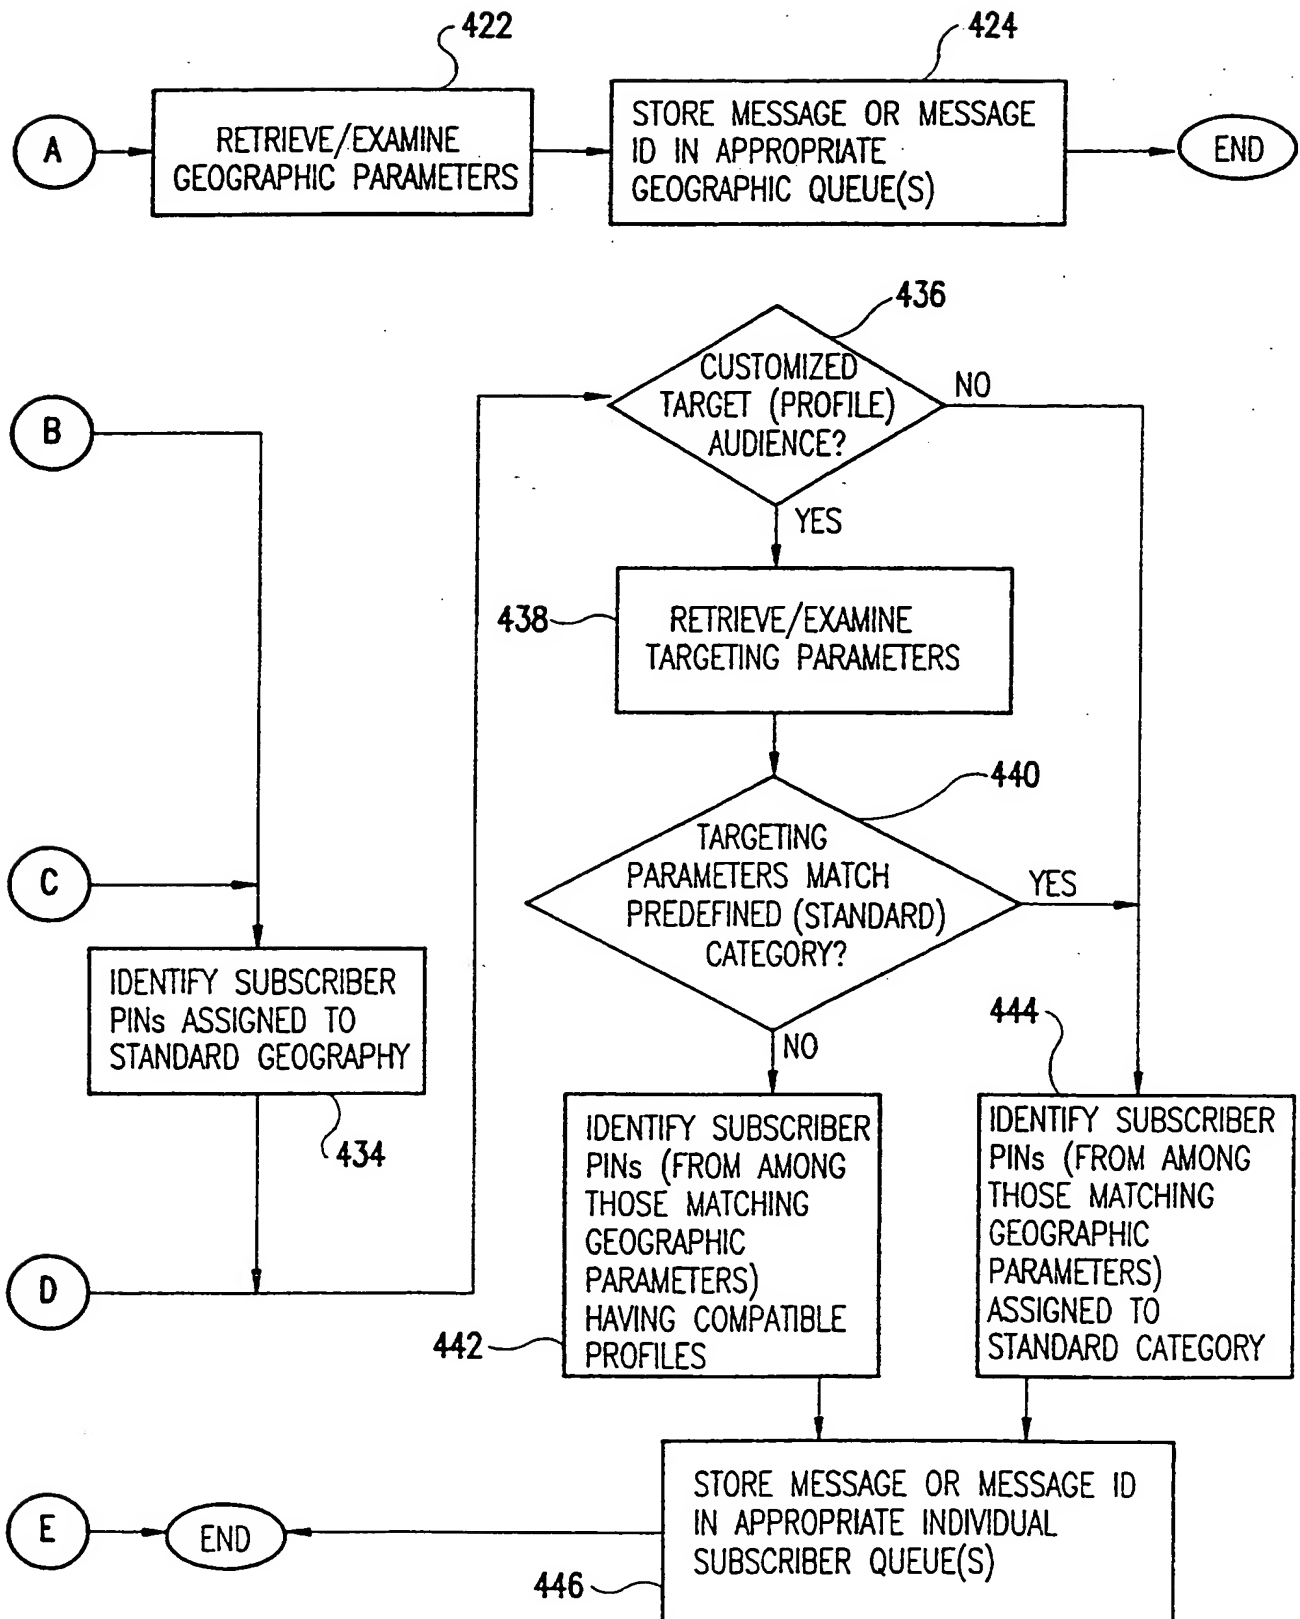 422
424
A
RETRIEVE/EXAMINE
GEOGRAPHIC PARAMETERS
STORE MESSAGE OR MESSAGE
ID IN APPROPRIATE
GEOGRAPHIC QUEUE(S)
END
436
CUSTOMIZED
TARGET (PROFILE)
AUDIENCE?
NO
B
YES
438
RETRIEVE/EXAMINE
TARGETING PARAMETERS
440
TARGETING
PARAMETERS MATCH
PREDEFINED (STANDARD)
CATEGORY?
YES
C
IDENTIFY SUBSCRIBER
PINs ASSIGNED TO
STANDARD GEOGRAPHY
434
NO
444
IDENTIFY SUBSCRIBER
PINs (FROM AMONG
THOSE MATCHING
GEOGRAPHIC
PARAMETERS)
HAVING COMPATIBLE
PROFILES
442
IDENTIFY SUBSCRIBER
PINs (FROM AMONG
THOSE MATCHING
GEOGRAPHIC
PARAMETERS)
ASSIGNED TO
STANDARD CATEGORY
D
STORE MESSAGE OR MESSAGE ID
IN APPROPRIATE INDIVIDUAL
SUBSCRIBER QUEUE(S)
446
E
END